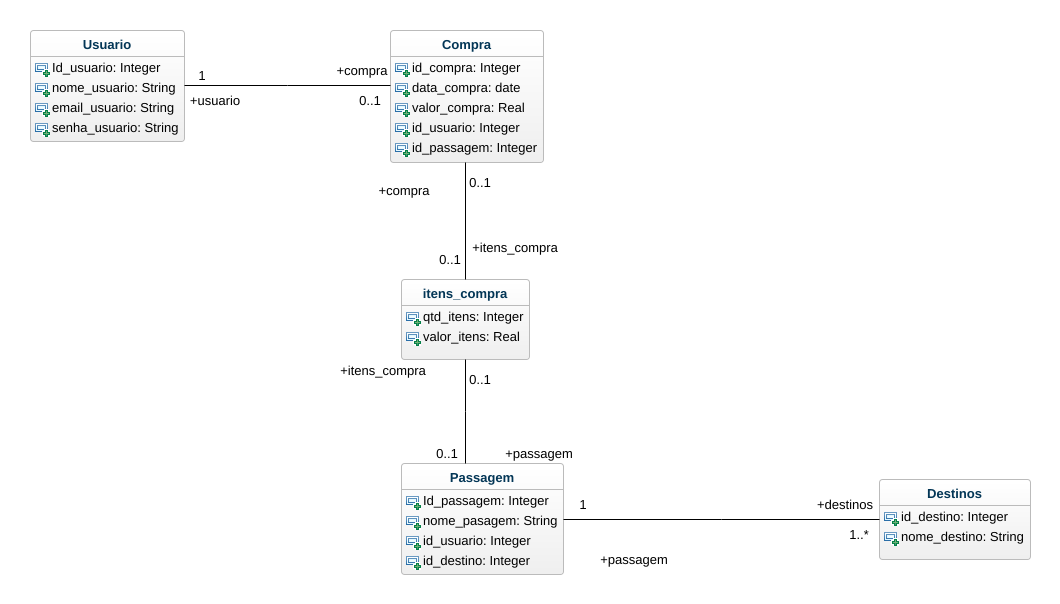 Usuario
Id_usuario: Integer
nome_usuario: String
email_usuario: String
senha_usuario: String
1
+usuario
+compra
0..1
Compra
id_compra: Integer
data_compra: date
valor_compra: Real
id_usuario: Integer
id_passagem: Integer
0..1
+compra
+itens_compra
0..1
itens_compra
qtd_itens: Integer
valor_itens: Real
+itens_compra
0..1
0..1
+passagem
Passagem
Id_passagem: Integer
nome_pasagem: String
id_usuario: Integer
id_destino: Integer
1
+passagem
+destinos
1..*
Destinos
id_destino: Integer
nome_destino: String